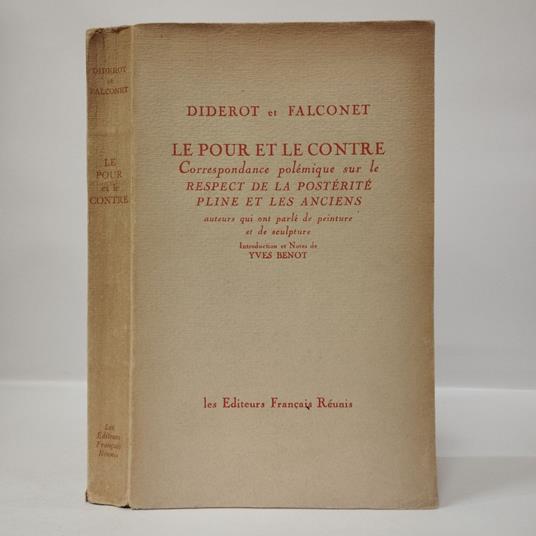 DIDEROT
et
FALCONET
LE
POUR
et le
CONTRE
Les
Editeurs
Français
Réunis
DIDEROT et FALCONET
LE POUR ET LE CONTRE
Correspondance polémique sur le
RESPECT DE LA POSTÉRITÉ
PLINE ET LES ANCIENS
auteurs qui ont parlé de peinture
et de sculpture
Introduction et Notes de
YVES BENOT
les Editeurs Français Réunis